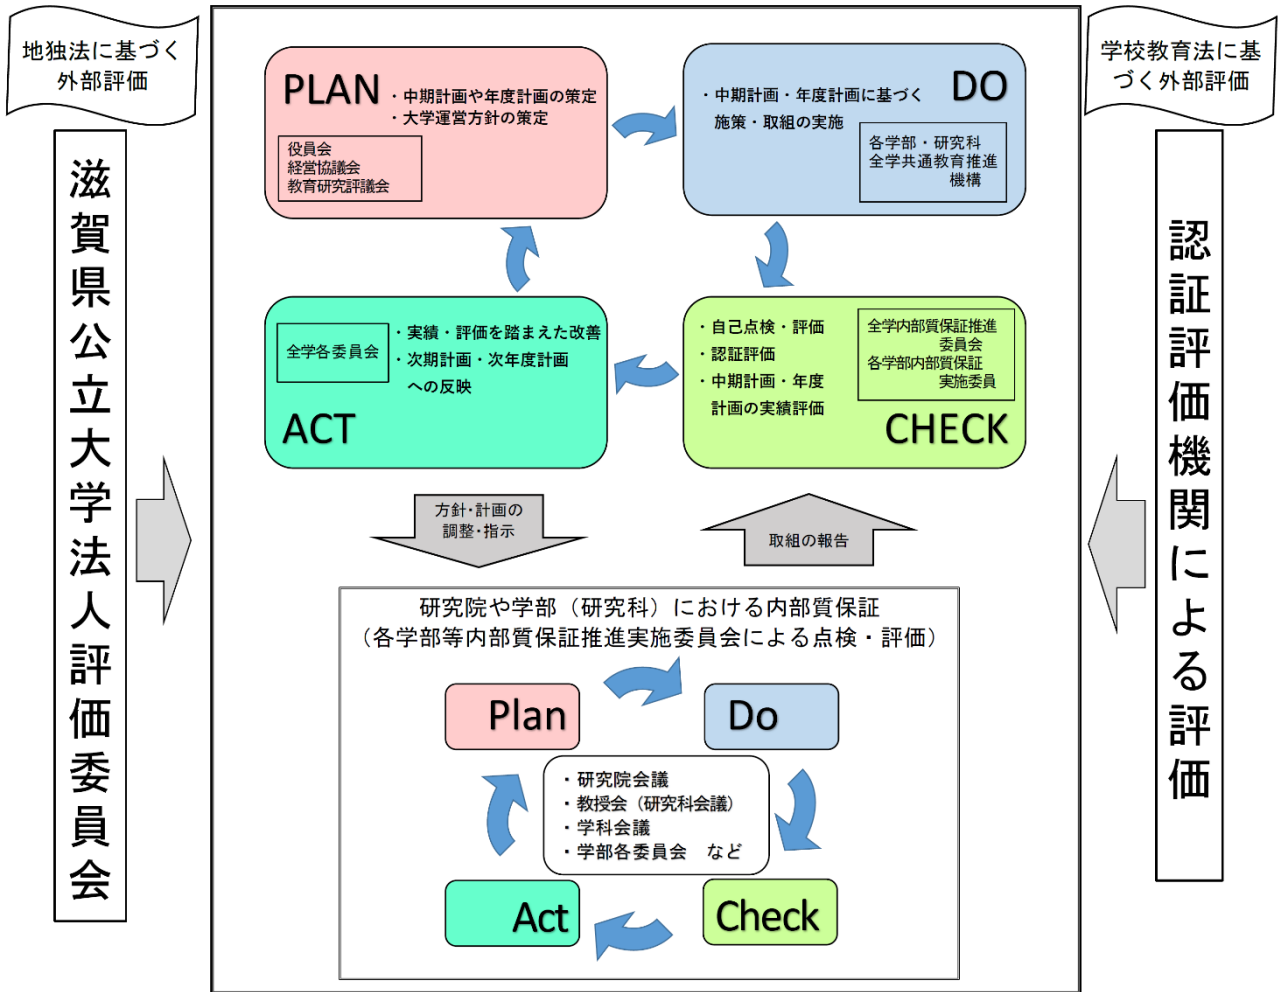 地独法に基づく
外部評価
滋賀県公立大学法人評価委員会
PLAN
・中期計画や年度計画の策定
・大学運営方針の策定
役員会
経営協議会
教育研究評議会
DO
・中期計画・年度計画に基づく
施策・取組の実施
各学部・研究科
全学共通教育推進
機構
全学各委員会
・実績・評価を踏まえた改善
・次期計画・次年度計画
への反映
ACT
・自己点検・評価
・認証評価
・中期計画・年度
計画の実績評価
全学内部質保証推進
委員会
各学部内部質保証
実施委員
CHECK
方針・計画の
調整・指示
取組の報告
研究院や学部（研究科）における内部質保証
（各学部等内部質保証推進実施委員会による点検・評価）
Plan
Do
・研究院会議
・教授会（研究科会議）
・学科会議
・学部各委員会　など
Act
Check
学校教育法に基
づく外部評価
認証評価機関による評価